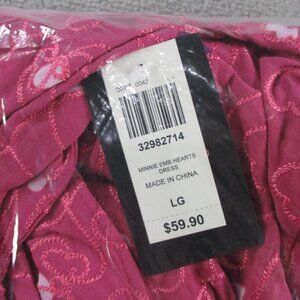 32982714
MINNIE EMB HEARTS
DRESS
MADE IN CHINA
LG
$59.90